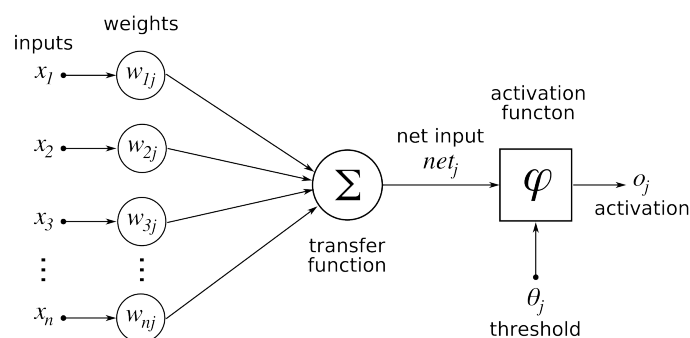 weights
inputs
x1
w1j
x2
w2j
x3
w3j
⋮
⋮
xn
wnj
Σ
transfer
function
net input
netj
activation
functon
φ
oj
activation
θj
threshold